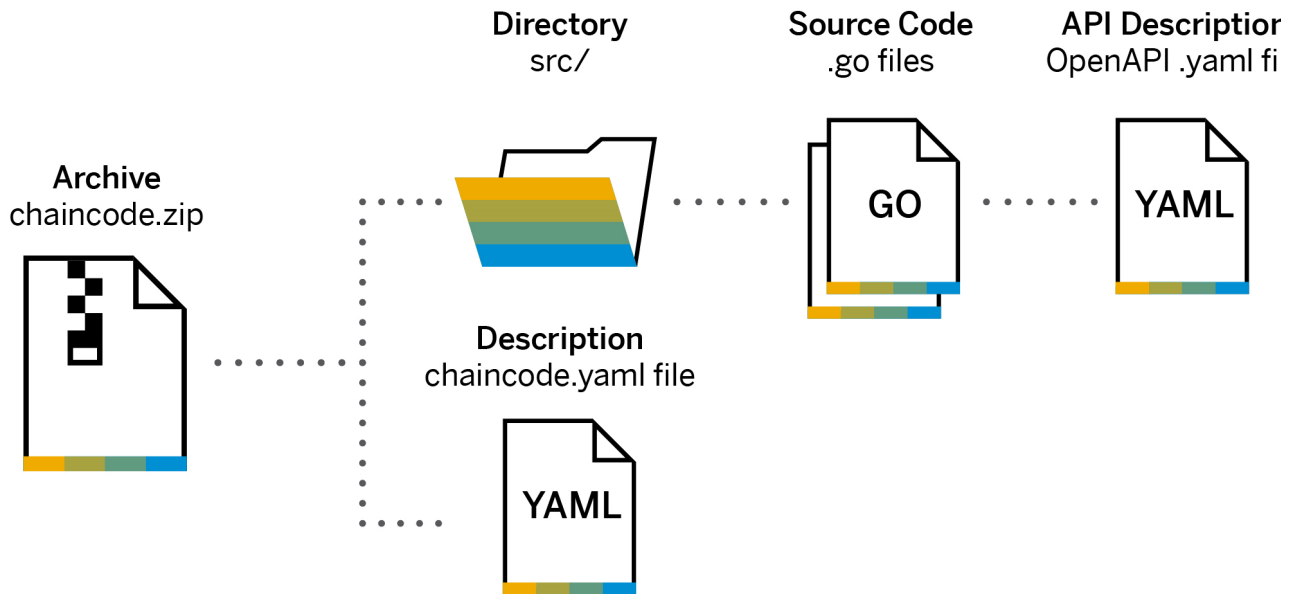 Directory
src/
Source Code
.go files
API Description
OpenAPI .yaml fi
Archive
chaincode.zip
GO
YAML
Description
chaincode.yaml file
YAML